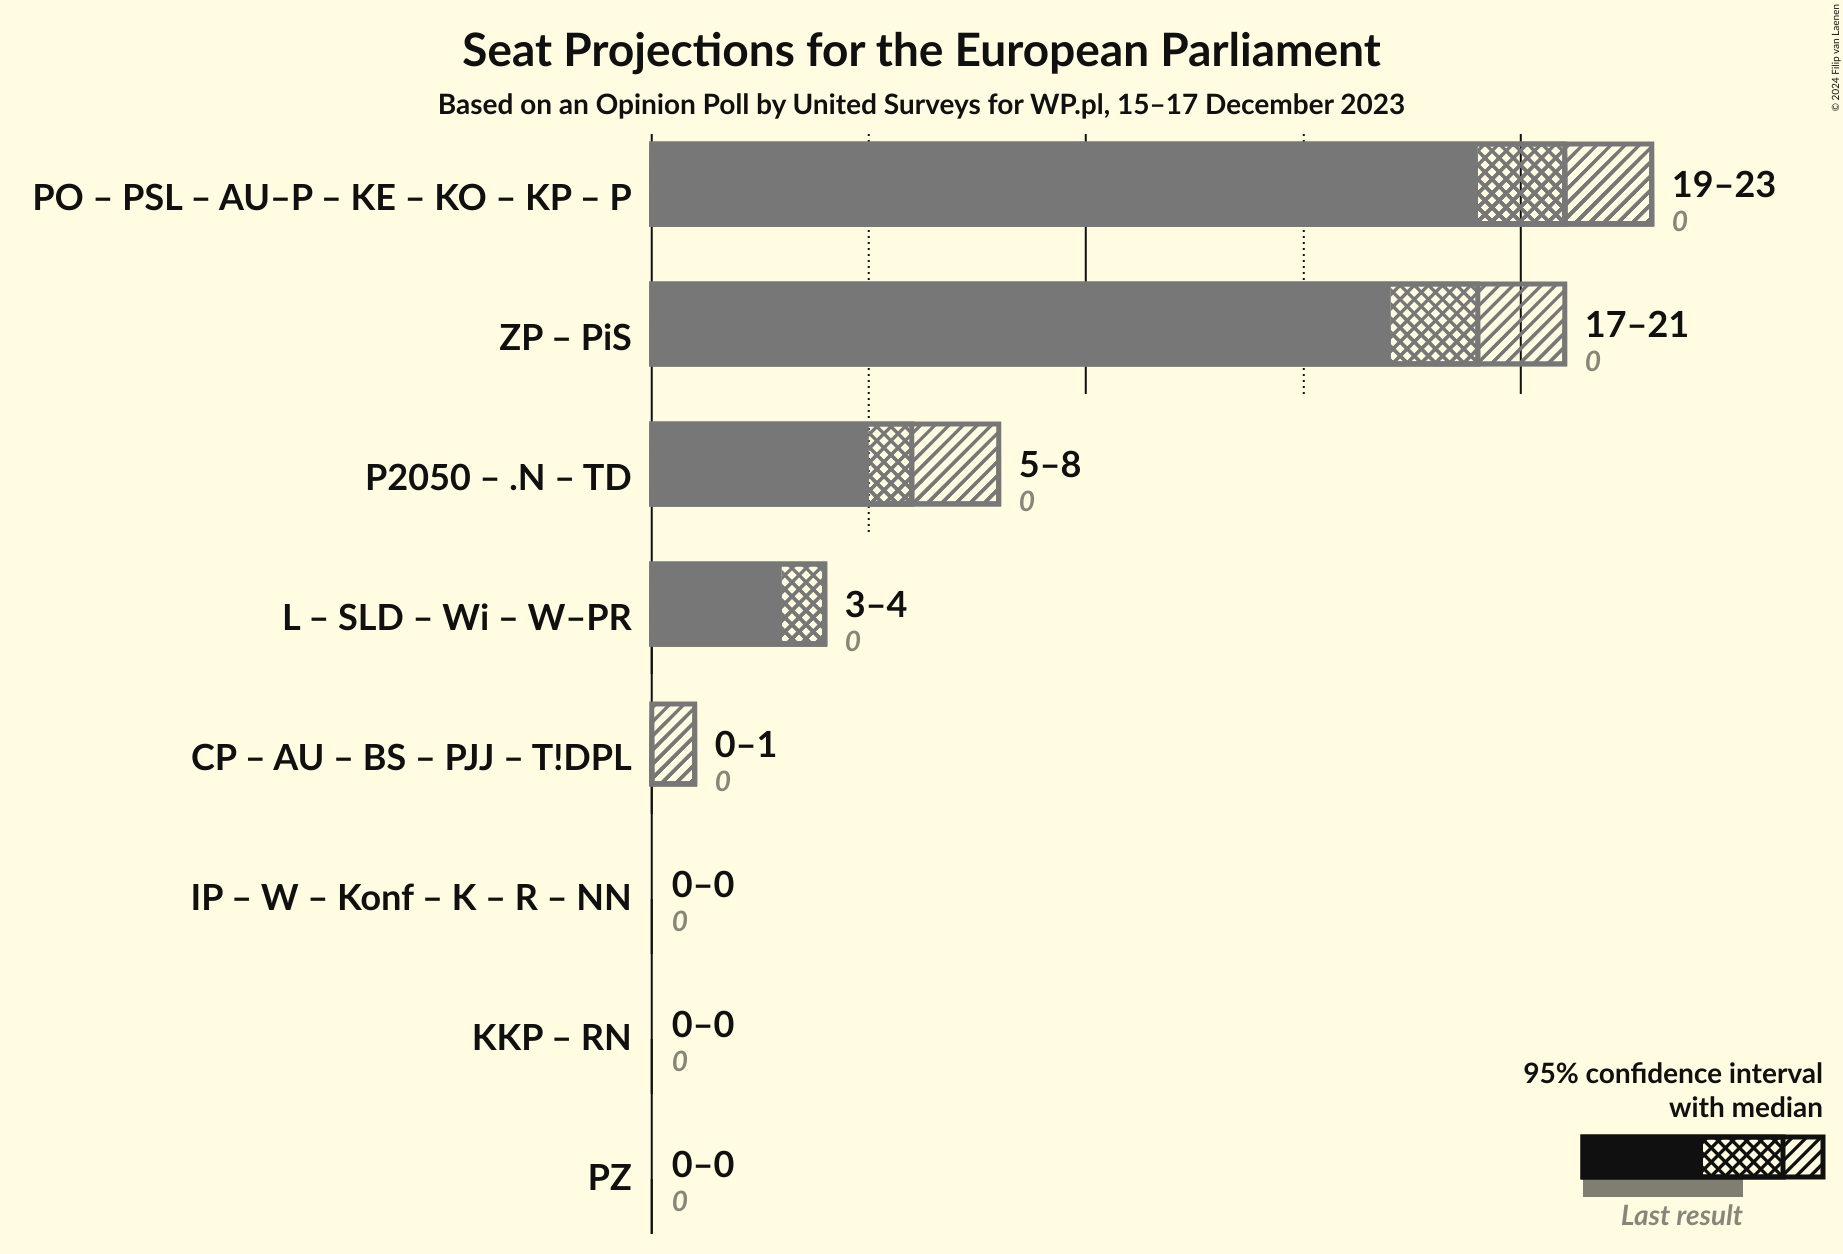 Seat Projections for the European Parliament
Based on an Opinion Poll by United Surveys for WP.pl, 15–17 December 2023
© 2024 Filip van Laenen
PO – PSL – AU–P – KE – KO – KP – P
19–23
0
ZP – PiS
17–21
0
P2050 – .N – TD
5–8
0
L – SLD – Wi – W–PR
3–4
0
CP – AU – BS – PJJ – T!DPL
0–1
0
IP – W – Konf – K – R – NN
0–0
0
KKP – RN
0–0
0
PZ
0–0
0
95% confidence interval
with median
Last result